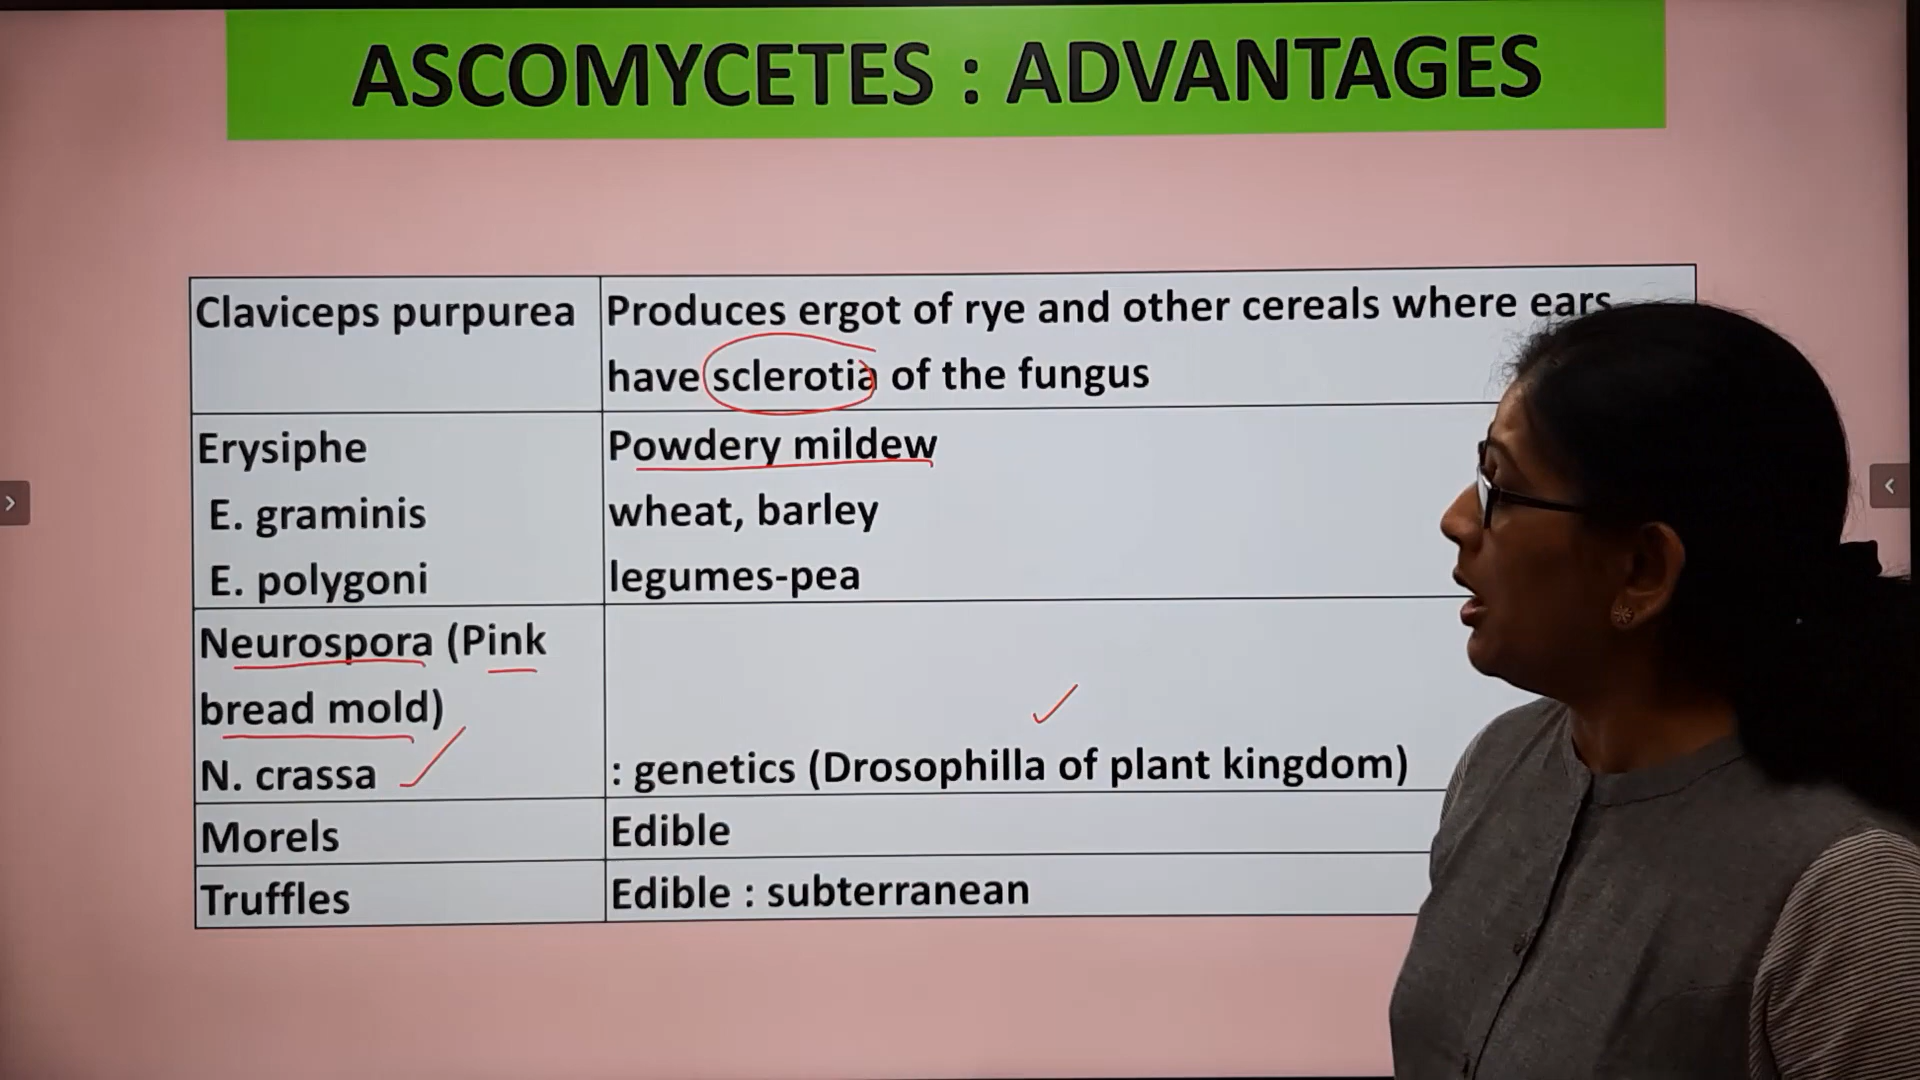 ASCOMYCETES : ADVANTAGES
Claviceps purpurea
Produces ergot of rye and other cereals where ears
have sclerotia of the fungus
Erysiphe
Powdery mildew
E. graminis
wheat, barley
E. polygoni
legumes-pea
Neurospora (Pink
bread mold)
N. crassa
: genetics (Drosophilla of plant kingdom)
Morels
Edible
Truffles
Edible : subterranean